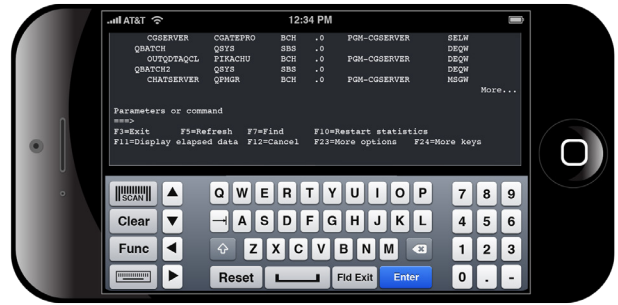 AT&T 12:34 PM
CGSERVER CGATEPRO BCH .0 PGM-CGSERVER SELW
QBATCH QSYS SBS .0 DEQW
OUTQDTAQCL PIKACHU BCH .0 PGM-CGSERVER DEQW
QBATCH2 QSYS SBS .0 DEQW
CHATSERVER QPMGR BCH .0 PGM-CGSERVER MSGW
More...
Parameters or command
===>
F3=Exit F5=Refresh F7=Find F10=Restart statistics
F11=Display elapsed data F12=Cancel F23=More options F24=More keys
SCAN Q W E R T Y U I O P 7 8 9
Clear A S D F G H J K L 4 5 6
Func Z X C V B N M 1 2 3
Reset Fld Exit Enter 0 . -